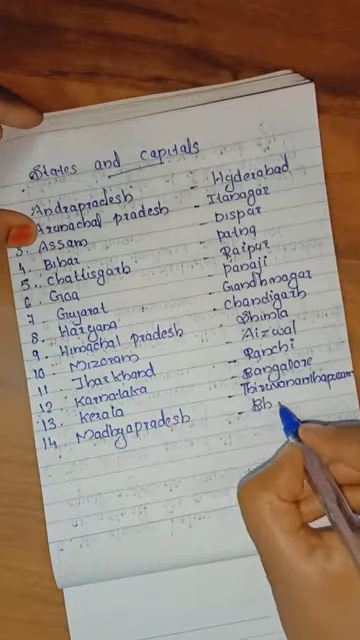 States and capitals
Andrapradesh - Hyderabad
Arunachal pradesh - Itanagar
3. Assam - Dispur
4. Bihar - patna
5. Chattisgarh - Raipur
6. Goa - panaji
7 Gujarat - Gandhinagar
8. Haryana - Chandigarh
9. Himachal pradesh - Shimla
10 Mizoram - Aizwal
11. Jharkhand - Ranchi
12 Karnataka - Bangalore
13. Kerala - Thiruvananthapuram
14. Madhyapradesh - Bh